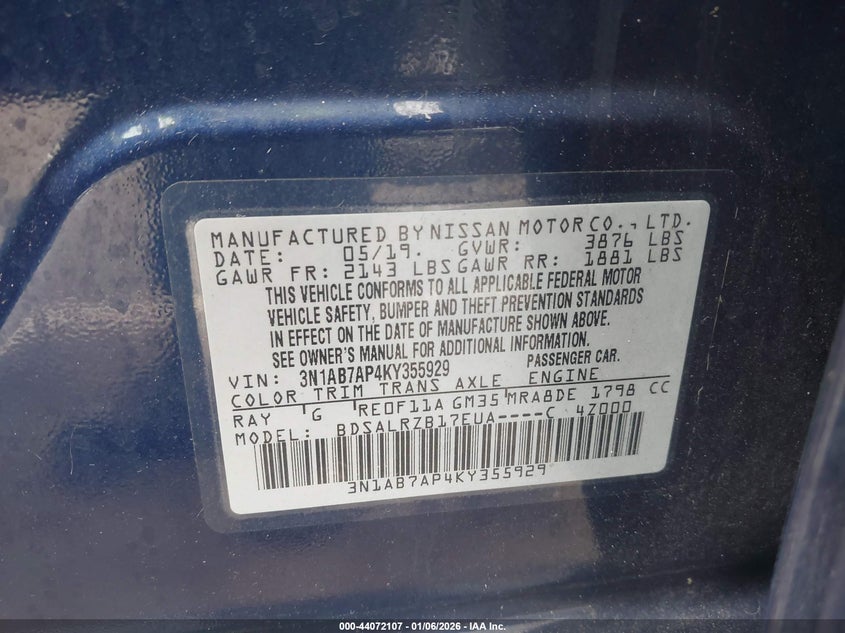 MANUFACTURED BY NISSAN MOTOR CO., LTD.
DATE: 05/19. GVWR: 3876 LBS
GAWR FR: 2143 LBS GAWR RR: 1881 LBS
THIS VEHICLE CONFORMS TO ALL APPLICABLE FEDERAL MOTOR
VEHICLE SAFETY, BUMPER AND THEFT PREVENTION STANDARDS
IN EFFECT ON THE DATE OF MANUFACTURE SHOWN ABOVE.
SEE OWNER'S MANUAL FOR ADDITIONAL INFORMATION.
VIN: 3N1AB7AP4KY355929 PASSENGER CAR.
COLOR TRIM TRANS AXLE ENGINE
RAY G RE0F11A GM35 MRA8DE 1798 CC
MODEL: BDSALRZB17EUA----C 4Z000
3N1AB7AP4KY355929
000-44072107 - 01/06/2026 - IAA Inc.